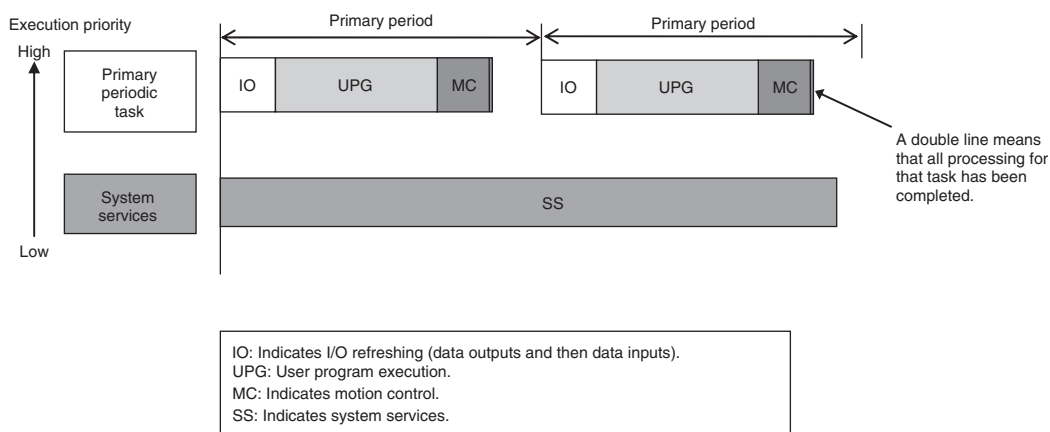 Execution priority
High
Low
Primary period
Primary period
Primary
periodic
task
IO
UPG
MC
IO
UPG
MC
A double line means
that all processing for
that task has been
completed.
System
services
SS
IO: Indicates I/O refreshing (data outputs and then data inputs).
UPG: User program execution.
MC: Indicates motion control.
SS: Indicates system services.